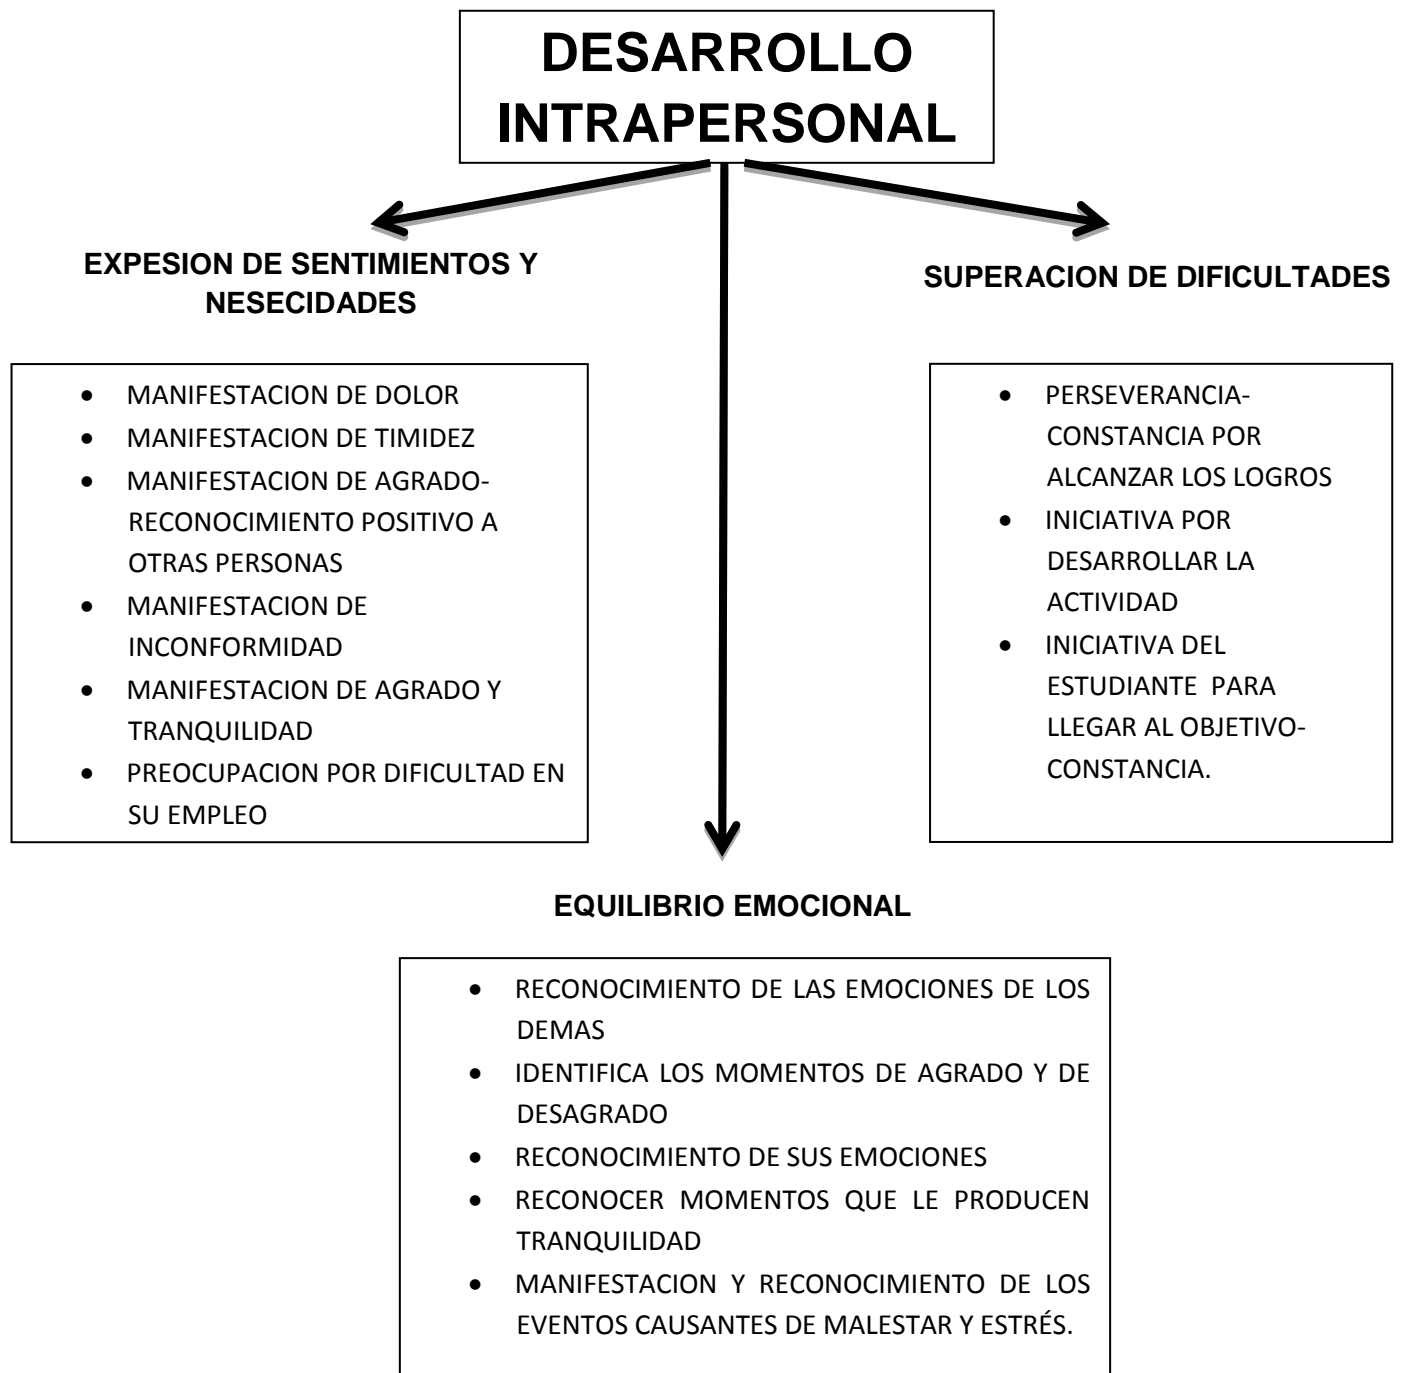 DESARROLLO
INTRAPERSONAL
EXPESION DE SENTIMIENTOS Y
NESECIDADES
• MANIFESTACION DE DOLOR
• MANIFESTACION DE TIMIDEZ
• MANIFESTACION DE AGRADO-
RECONOCIMIENTO POSITIVO A
OTRAS PERSONAS
• MANIFESTACION DE
INCONFORMIDAD
• MANIFESTACION DE AGRADO Y
TRANQUILIDAD
• PREOCUPACION POR DIFICULTAD EN
SU EMPLEO
SUPERACION DE DIFICULTADES
• PERSEVERANCIA-
CONSTANCIA POR
ALCANZAR LOS LOGROS
• INICIATIVA POR
DESARROLLAR LA
ACTIVIDAD
• INICIATIVA DEL
ESTUDIANTE PARA
LLEGAR AL OBJETIVO-
CONSTANCIA.
EQUILIBRIO EMOCIONAL
• RECONOCIMIENTO DE LAS EMOCIONES DE LOS
DEMAS
• IDENTIFICA LOS MOMENTOS DE AGRADO Y DE
DESAGRADO
• RECONOCIMIENTO DE SUS EMOCIONES
• RECONOCER MOMENTOS QUE LE PRODUCEN
TRANQUILIDAD
• MANIFESTACION Y RECONOCIMIENTO DE LOS
EVENTOS CAUSANTES DE MALESTAR Y ESTRÉS.